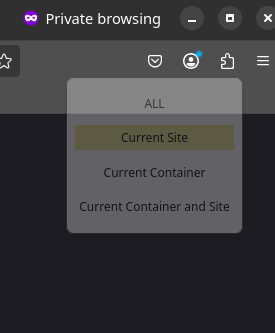 Private browsing
ALL
Current Site
Current Container
Current Container and Site